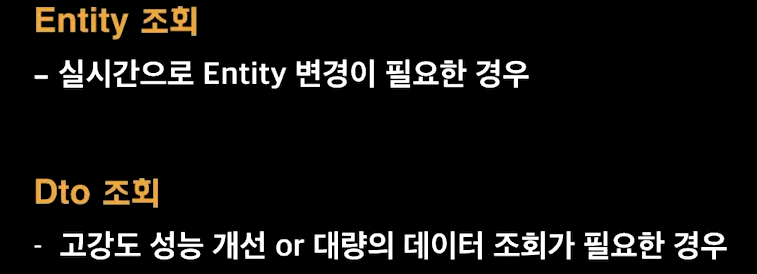 Entity 조회
– 실시간으로 Entity 변경이 필요한 경우
Dto 조회
- 고강도 성능 개선 or 대량의 데이터 조회가 필요한 경우